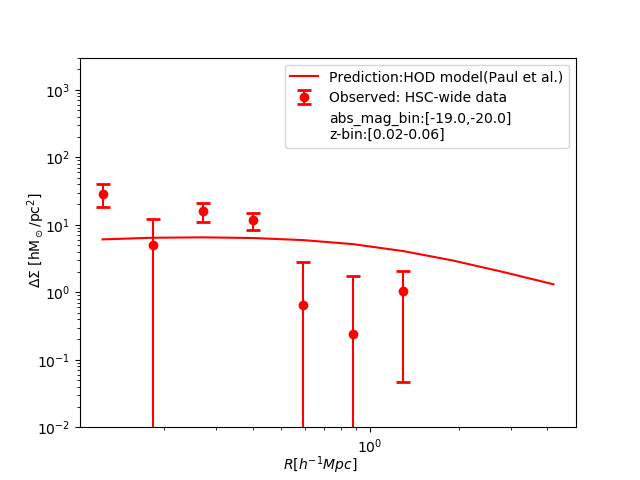 Prediction:HOD model(Paul et al.)
Observed: HSC-wide data
abs_mag_bin:[-19.0,-20.0]
z-bin:[0.02-0.06]
10³
10²
10¹
10⁰
10⁻¹
10⁻²
ΔΣ [hM☉/pc²]
10⁰
R[h⁻¹Mpc]